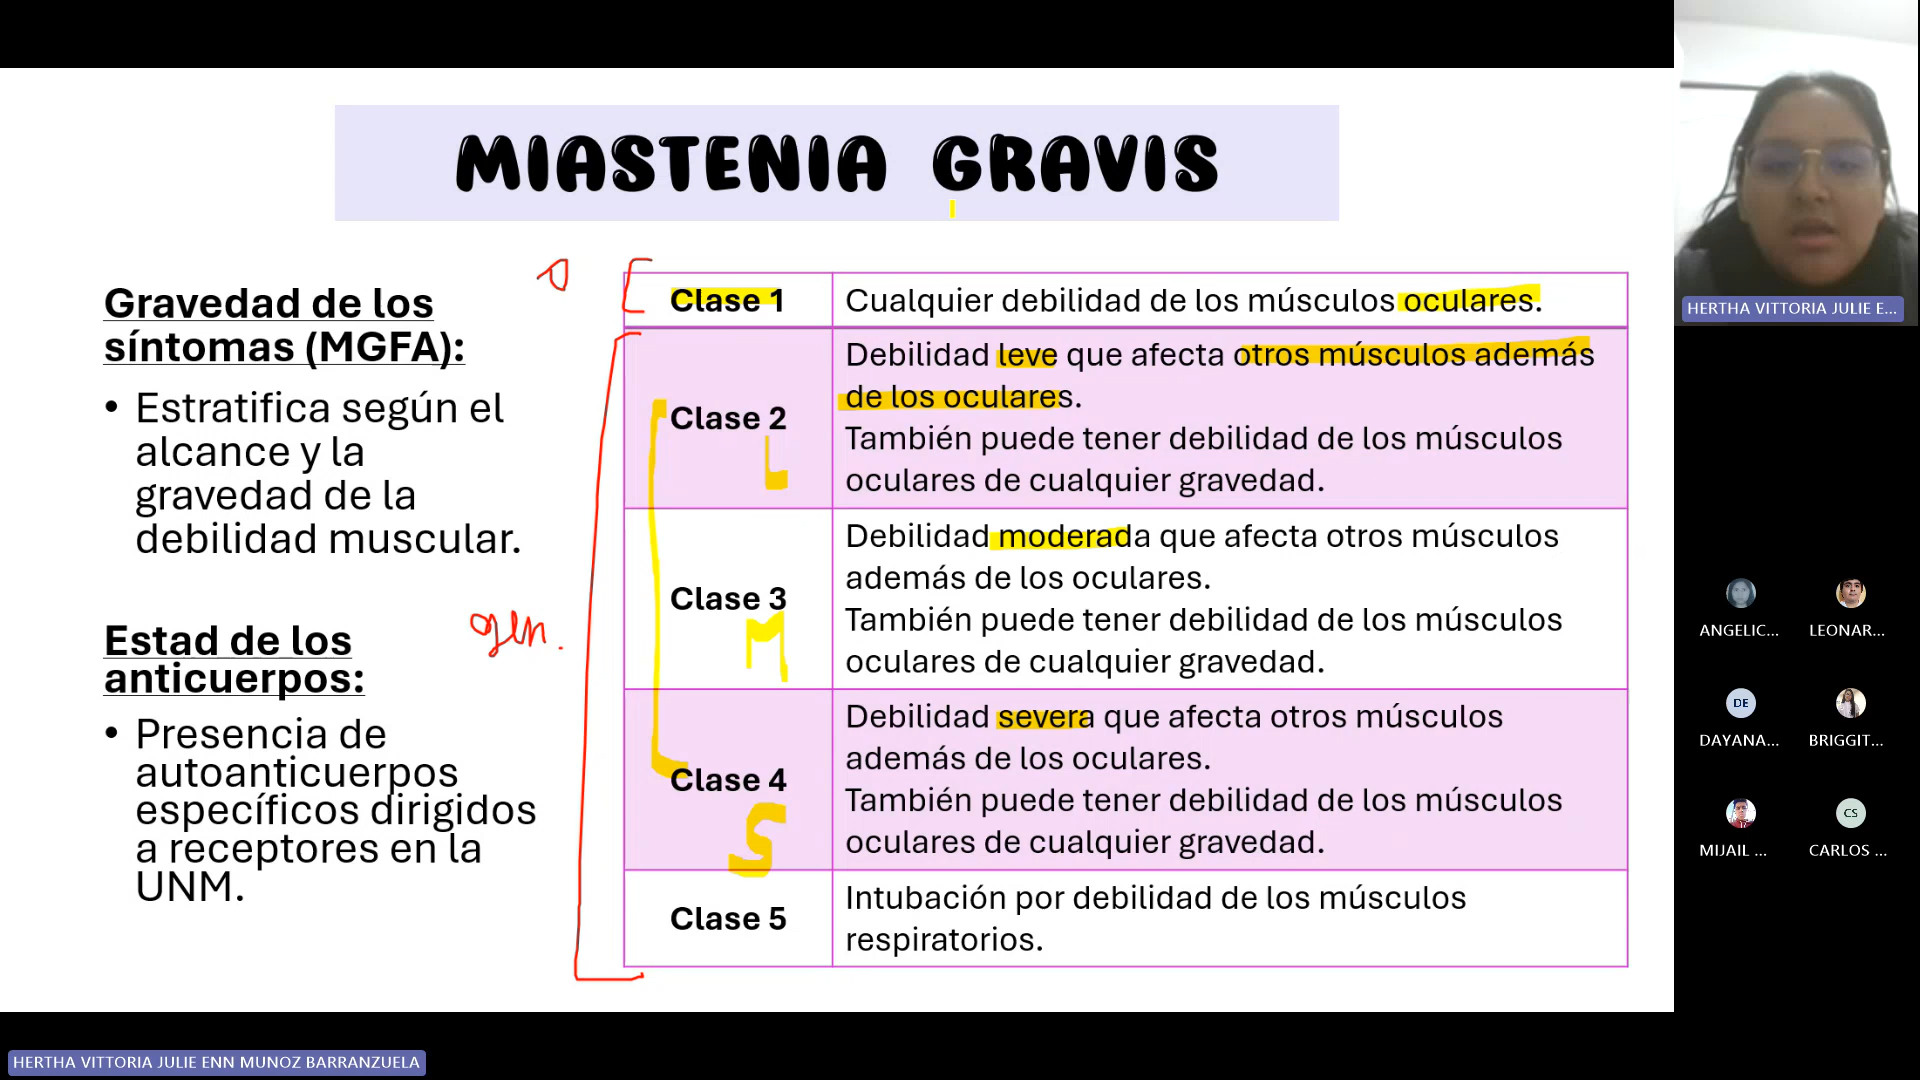 MIASTENIA GRAVIS
Gravedad de los
síntomas (MGFA):
• Estratifica según el
alcance y la
gravedad de la
debilidad muscular.
Estad de los
anticuerpos:
• Presencia de
autoanticuerpos
específicos dirigidos
a receptores en la
UNM.
O
gen.
Clase 1
Cualquier debilidad de los músculos oculares.
Clase 2
L
Debilidad leve que afecta otros músculos además
de los oculares.
También puede tener debilidad de los músculos
oculares de cualquier gravedad.
Clase 3
M
Debilidad moderada que afecta otros músculos
además de los oculares.
También puede tener debilidad de los músculos
oculares de cualquier gravedad.
Clase 4
S
Debilidad severa que afecta otros músculos
además de los oculares.
También puede tener debilidad de los músculos
oculares de cualquier gravedad.
Clase 5
Intubación por debilidad de los músculos
respiratorios.
HERTHA VITTORIA JULIE E...
ANGELIC...
LEONAR...
DE
DAYANA...
BRIGGIT...
MIJAIL ...
CS
CARLOS ...
HERTHA VITTORIA JULIE ENN MUNOZ BARRANZUELA